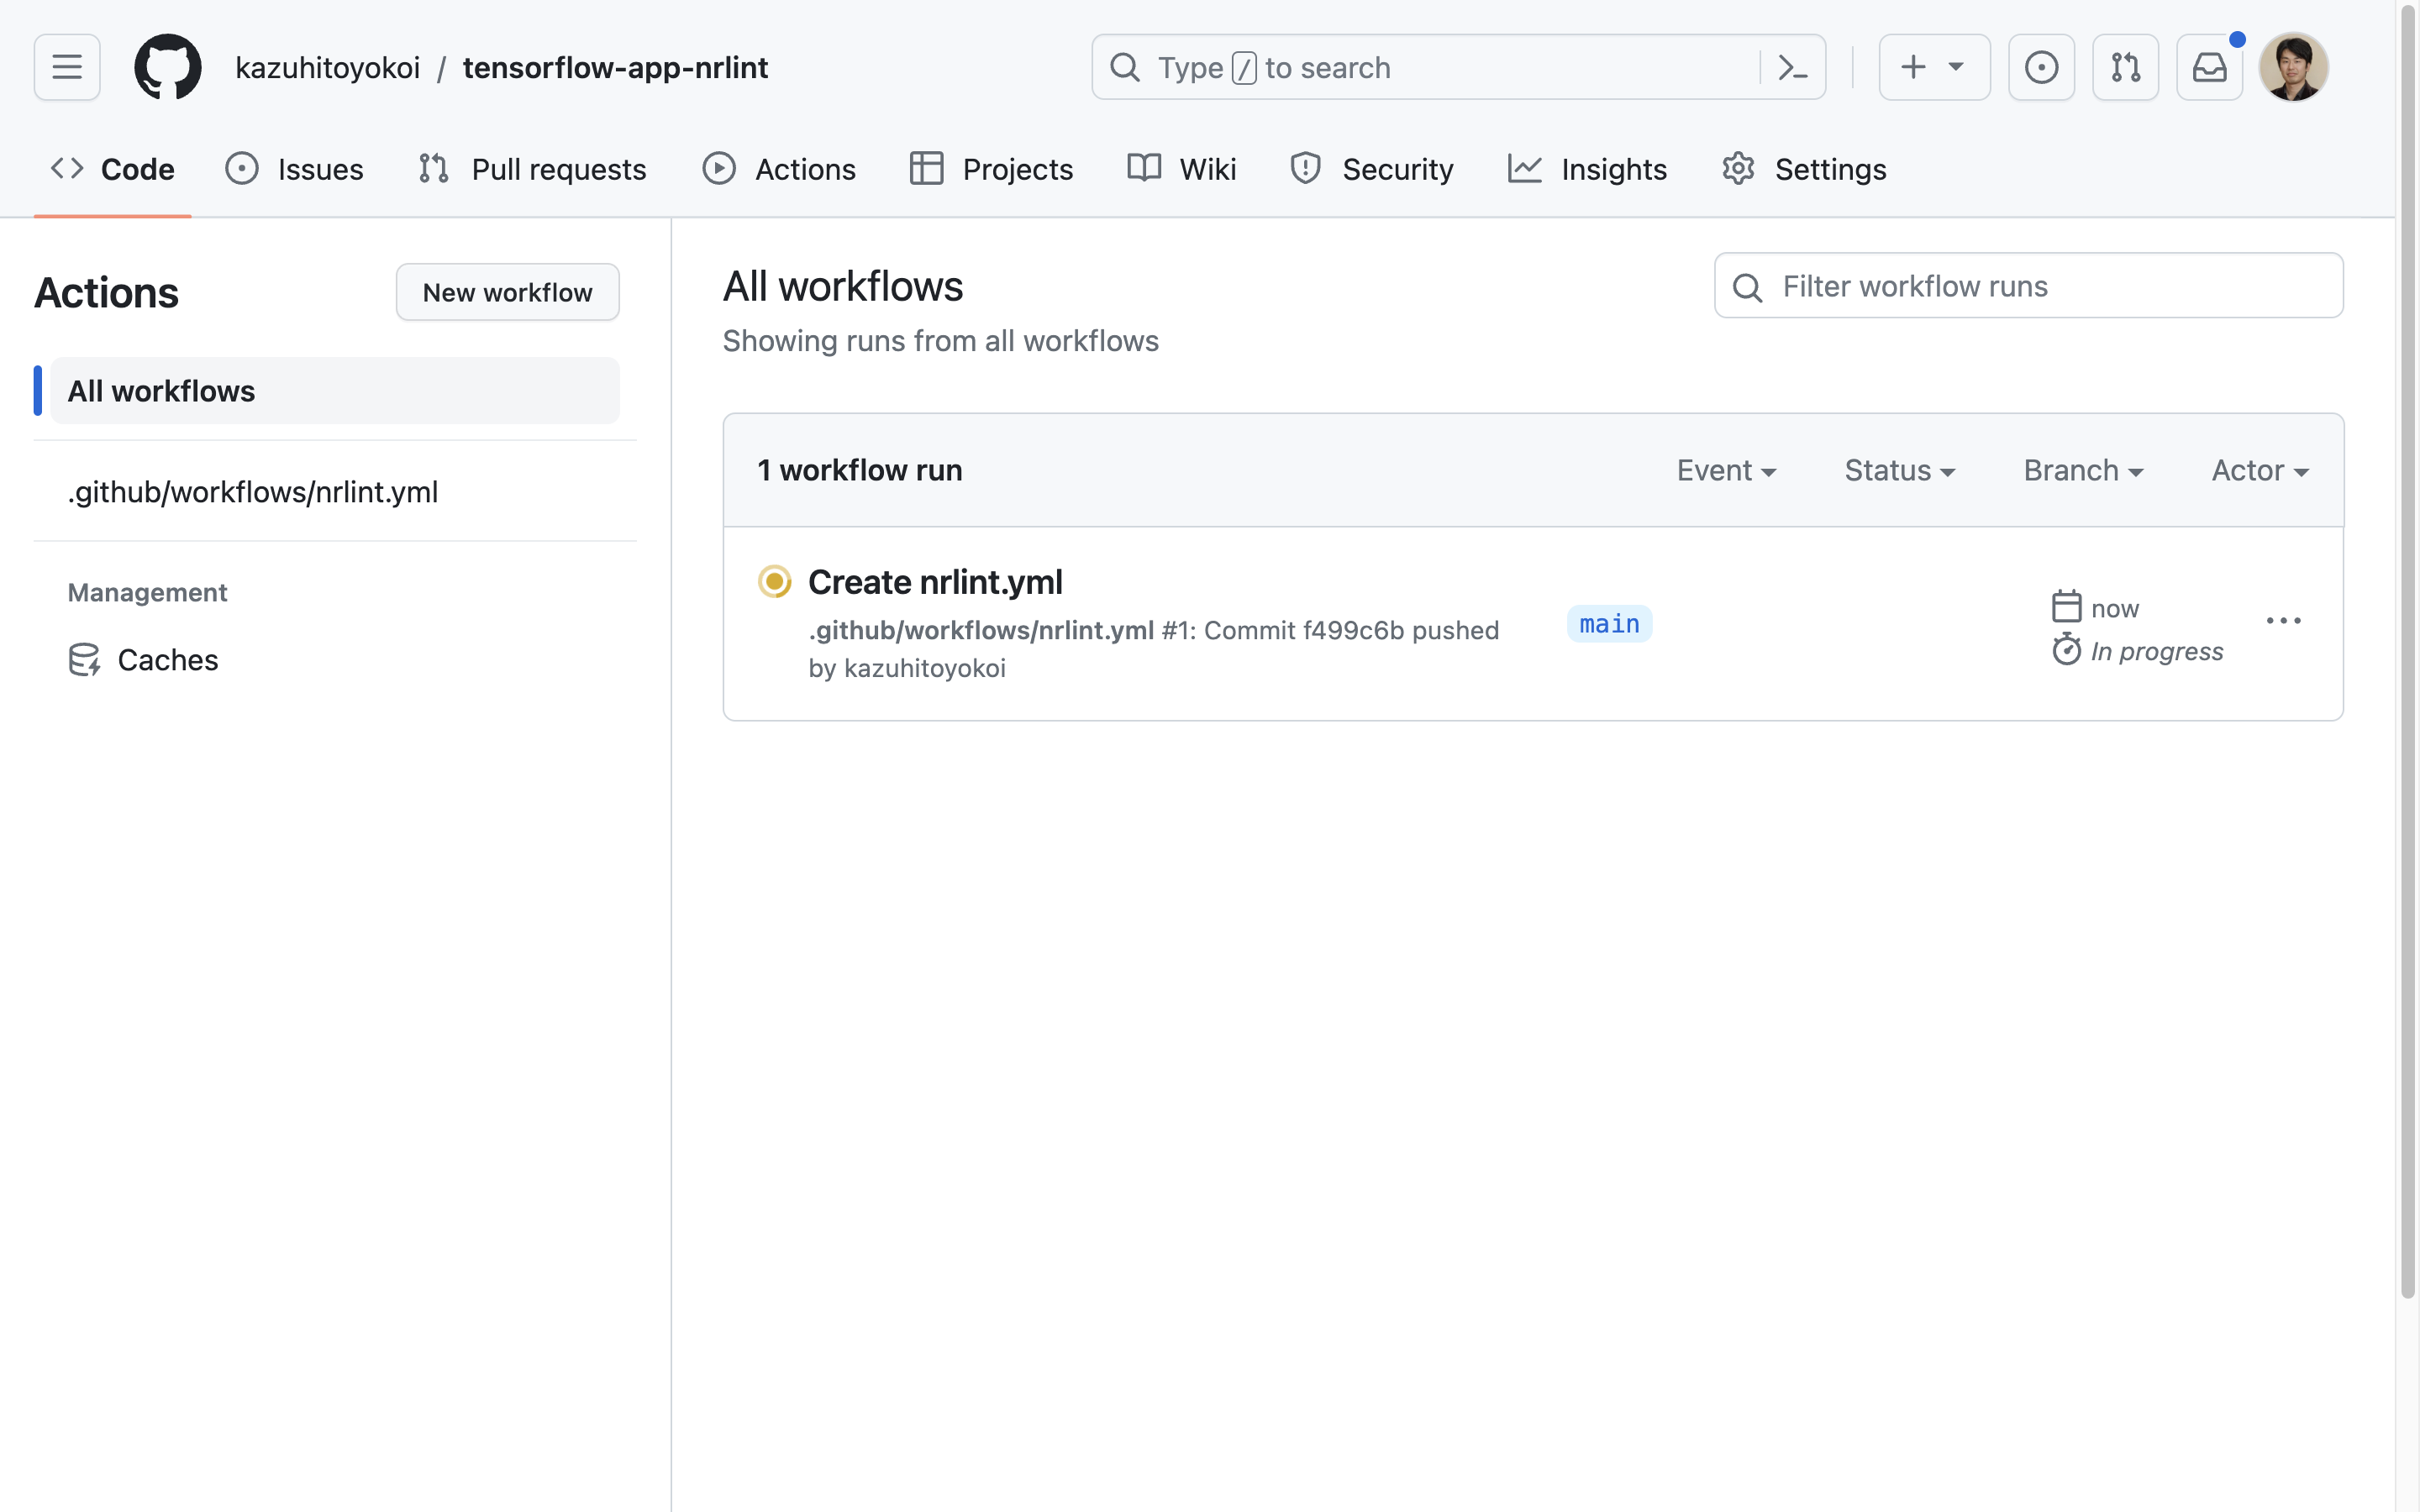 kazuhitoyokoi / tensorflow-app-nrlint
Type / to search
Code Issues Pull requests Actions Projects Wiki Security Insights Settings
Actions
New workflow
All workflows
.github/workflows/nrlint.yml
Management
Caches
All workflows
Showing runs from all workflows
Filter workflow runs
1 workflow run
Event Status Branch Actor
Create nrlint.yml
.github/workflows/nrlint.yml #1: Commit f499c6b pushed
by kazuhitoyokoi
main
now
In progress